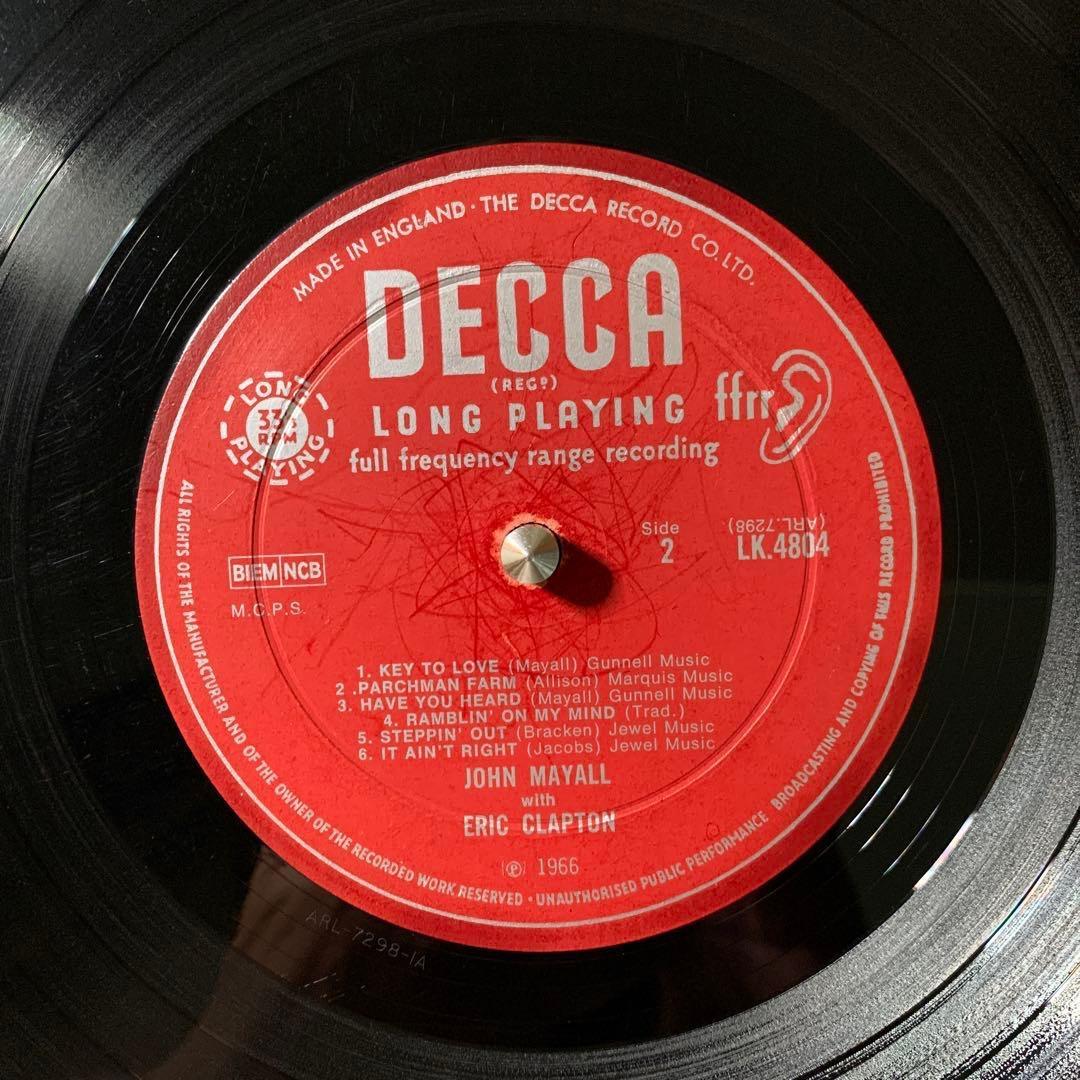 MADE IN ENGLAND · THE DECCA RECORD CO. LTD.
DECCA
(REGᴰ)
LONG PLAYING
ffrr
full frequency range recording
LONG
33⅓
RPM
PLAYING
Side
2
(ARL.7298)
LK.4804
BIEM NCB
M.C.P.S.
1. KEY TO LOVE (Mayall) Gunnell Music
2 .PARCHMAN FARM (Allison) Marquis Music
3. HAVE YOU HEARD (Mayall) Gunnell Music
4. RAMBLIN' ON MY MIND (Trad.)
5. STEPPIN' OUT (Bracken) Jewel Music
6. IT AIN'T RIGHT (Jacobs) Jewel Music
JOHN MAYALL
with
ERIC CLAPTON
℗ 1966
ALL RIGHTS OF THE MANUFACTURER AND OF THE OWNER OF THE RECORDED WORK RESERVED · UNAUTHORISED PUBLIC PERFORMANCE BROADCASTING AND COPYING OF THIS RECORD PROHIBITED
ARL-7298-1A